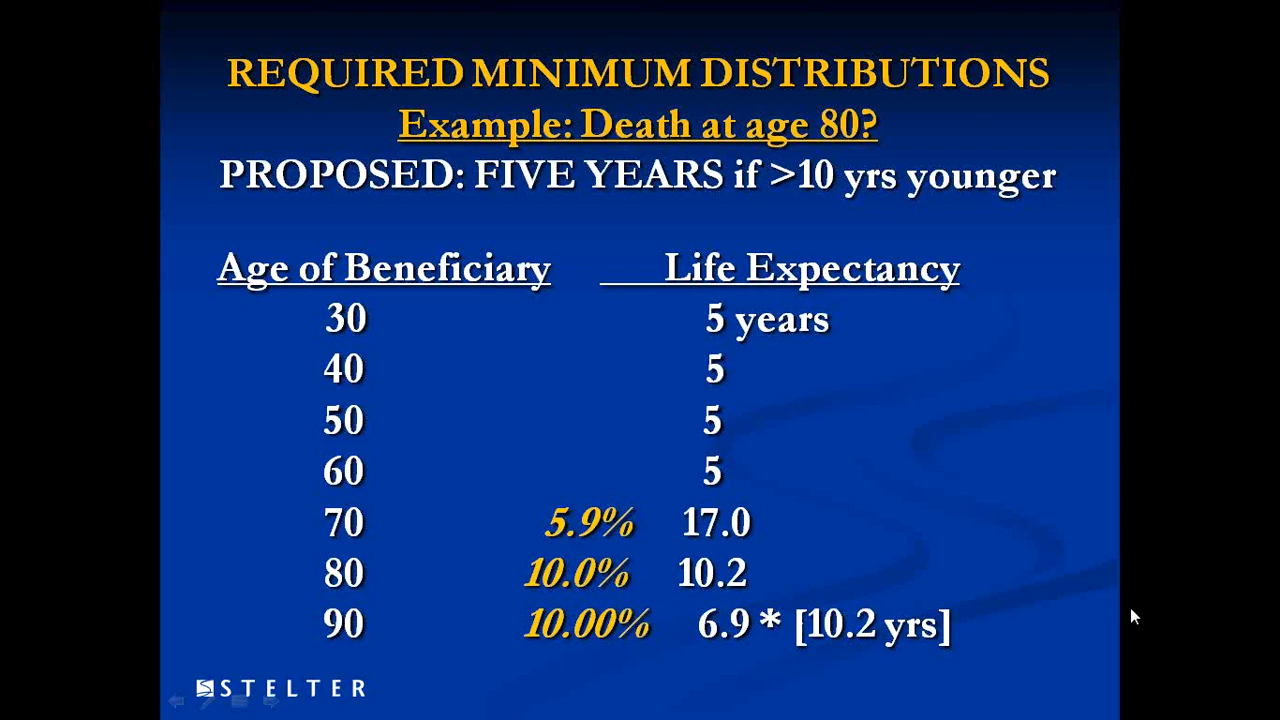 REQUIRED MINIMUM DISTRIBUTIONS
Example: Death at age 80?
PROPOSED: FIVE YEARS if >10 yrs younger
Age of Beneficiary Life Expectancy
30 5 years
40 5
50 5
60 5
70 5.9% 17.0
80 10.0% 10.2
90 10.00% 6.9 * [10.2 yrs]
STELTER